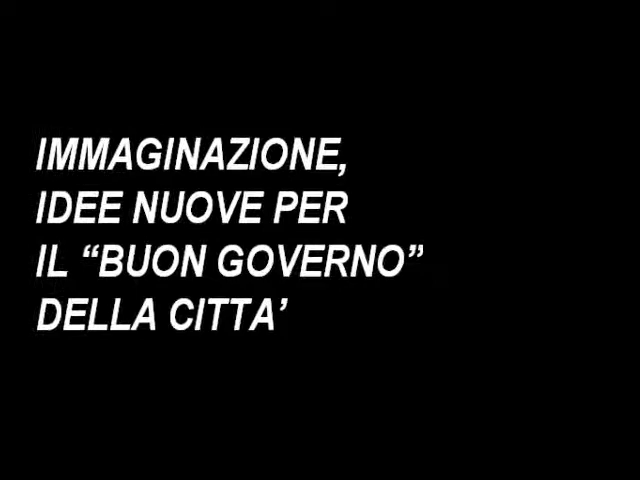 IMMAGINAZIONE,
IDEE NUOVE PER
IL “BUON GOVERNO”
DELLA CITTA’